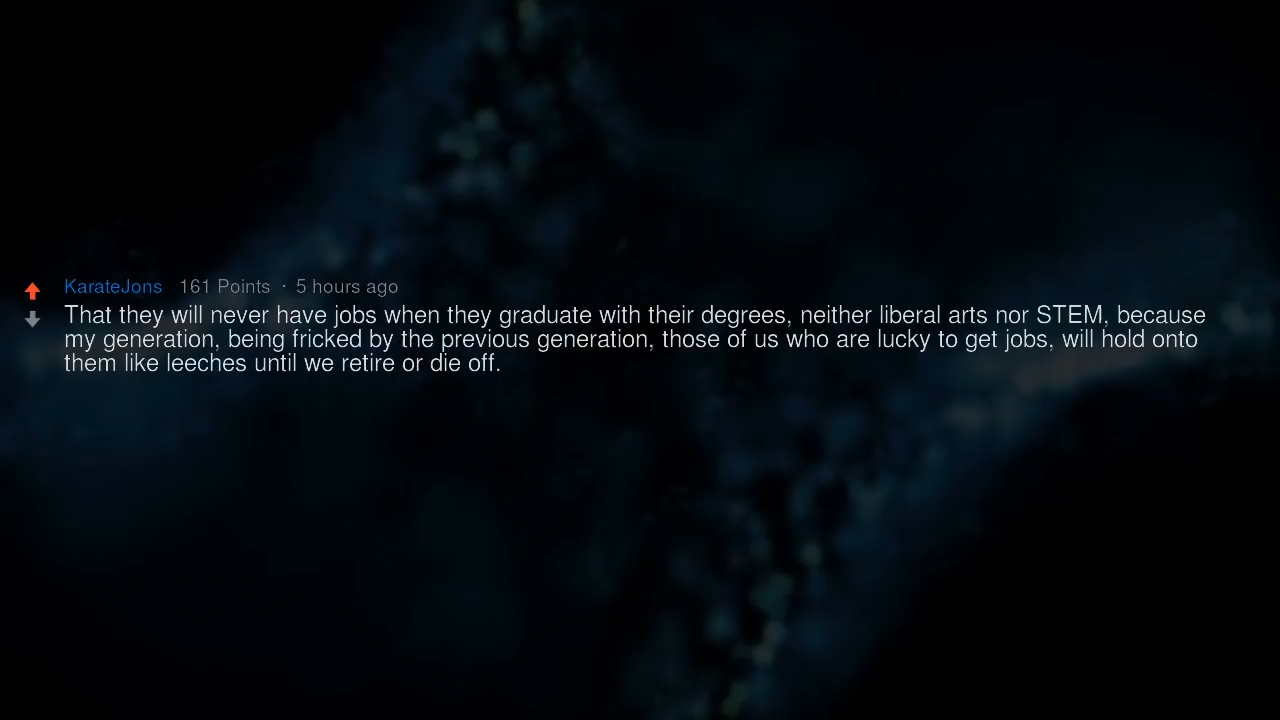 KarateJons 161 Points · 5 hours ago
That they will never have jobs when they graduate with their degrees, neither liberal arts nor STEM, because
my generation, being fricked by the previous generation, those of us who are lucky to get jobs, will hold onto
them like leeches until we retire or die off.